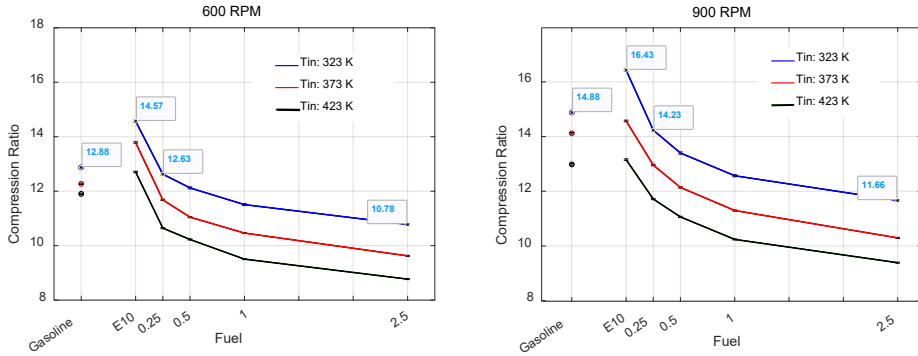 600 RPM
18
16
14
12
10
8
Compression Ratio
Tin: 323 K
Tin: 373 K
Tin: 423 K
14.57
12.88
12.63
10.78
Gasoline
E10
0.25
0.5
1
2.5
Fuel
900 RPM
18
16
14
12
10
8
Compression Ratio
Tin: 323 K
Tin: 373 K
Tin: 423 K
16.43
14.88
14.23
11.66
Gasoline
E10
0.25
0.5
1
2.5
Fuel